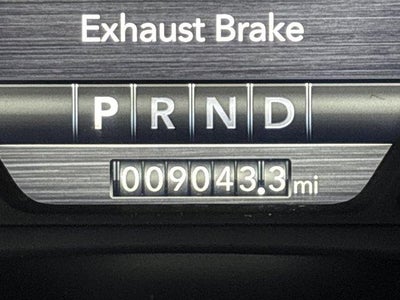 Exhaust Brake
P R N D
009043.3 mi